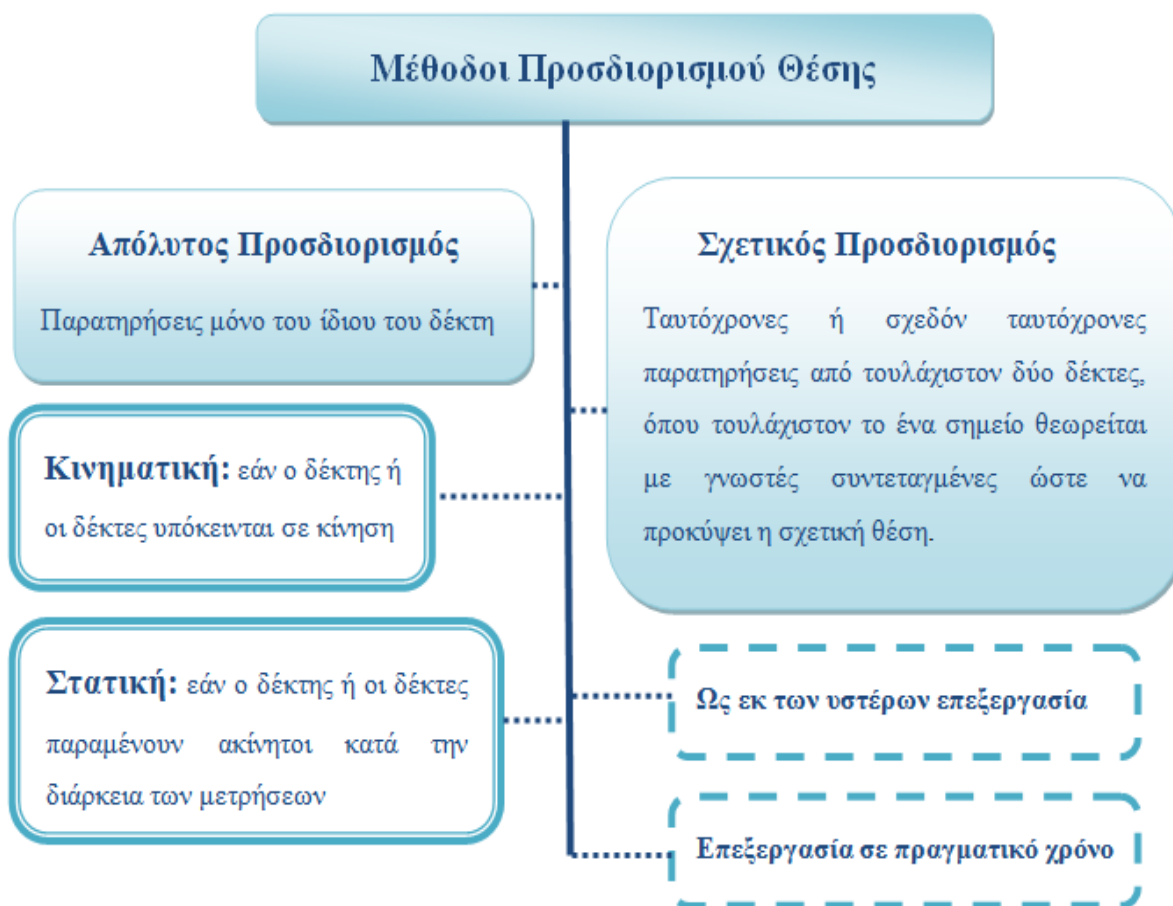 Μέθοδοι Προσδιορισμού Θέσης
Απόλυτος Προσδιορισμός
Παρατηρήσεις μόνο του ίδιου του δέκτη
Σχετικός Προσδιορισμός
Ταυτόχρονες ή σχεδόν ταυτόχρονες
παρατηρήσεις από τουλάχιστον δύο δέκτες,
όπου τουλάχιστον το ένα σημείο θεωρείται
με γνωστές συντεταγμένες ώστε να
προκύψει η σχετική θέση.
Κινηματική: εάν ο δέκτης ή
οι δέκτες υπόκεινται σε κίνηση
Στατική: εάν ο δέκτης ή οι δέκτες
παραμένουν ακίνητοι κατά την
διάρκεια των μετρήσεων
Ως εκ των υστέρων επεξεργασία
Επεξεργασία σε πραγματικό χρόνο